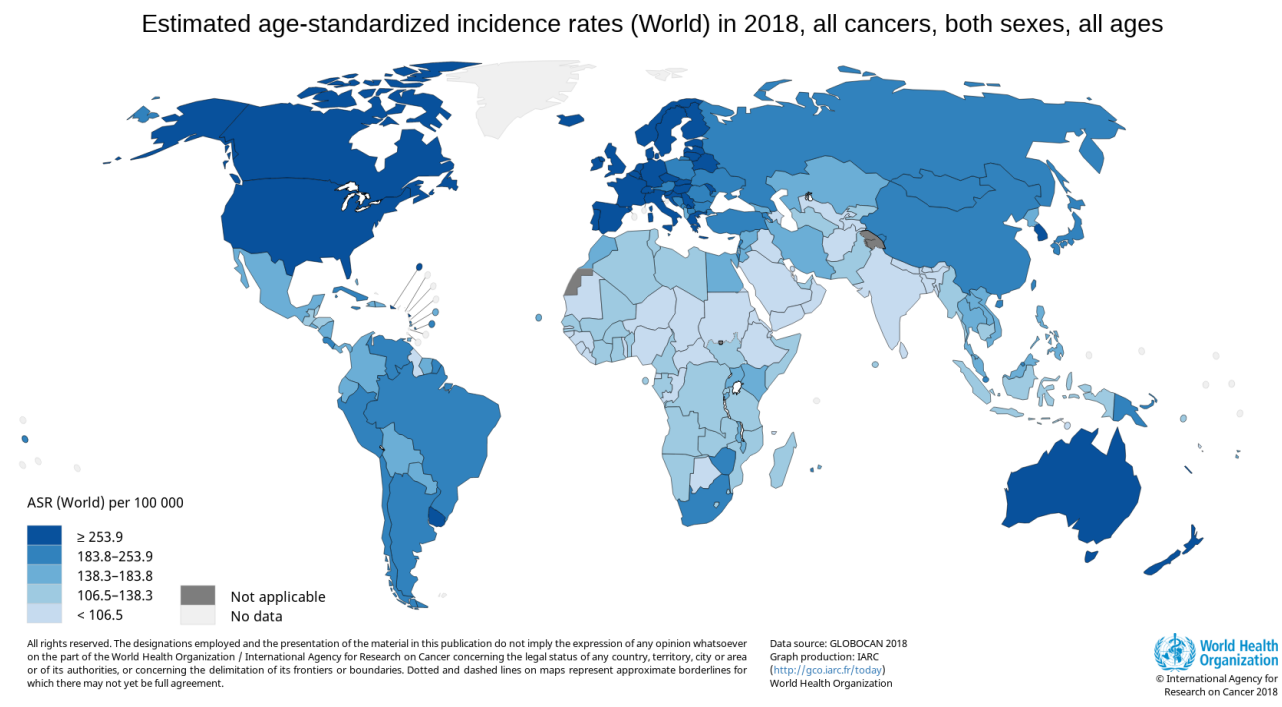 Estimated age-standardized incidence rates (World) in 2018, all cancers, both sexes, all ages
ASR (World) per 100 000
≥ 253.9
183.8–253.9
138.3–183.8
106.5–138.3
< 106.5
Not applicable
No data
All rights reserved. The designations employed and the presentation of the material in this publication do not imply the expression of any opinion whatsoever
on the part of the World Health Organization / International Agency for Research on Cancer concerning the legal status of any country, territory, city or area
or of its authorities, or concerning the delimitation of its frontiers or boundaries. Dotted and dashed lines on maps represent approximate borderlines for
which there may not yet be full agreement.
Data source: GLOBOCAN 2018
Graph production: IARC
(http://gco.iarc.fr/today)
World Health Organization
World Health
Organization
© International Agency for
Research on Cancer 2018